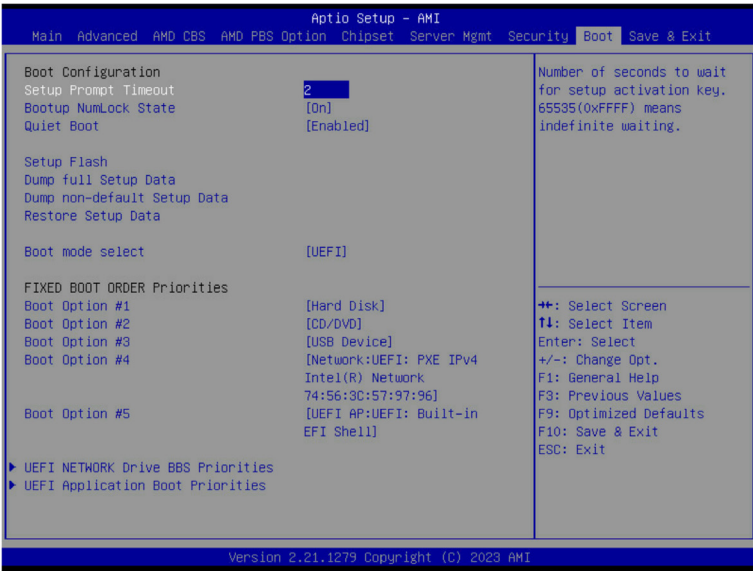 Aptio Setup – AMI
Main Advanced AMD CBS AMD PBS Option Chipset Server Mgmt Security Boot Save & Exit
Boot Configuration
Setup Prompt Timeout 2
Bootup NumLock State [On]
Quiet Boot [Enabled]
Setup Flash
Dump full Setup Data
Dump non-default Setup Data
Restore Setup Data
Boot mode select [UEFI]
FIXED BOOT ORDER Priorities
Boot Option #1 [Hard Disk]
Boot Option #2 [CD/DVD]
Boot Option #3 [USB Device]
Boot Option #4 [Network:UEFI: PXE IPv4
Intel(R) Network
74:56:3C:57:97:96]
Boot Option #5 [UEFI AP:UEFI: Built-in
EFI Shell]
UEFI NETWORK Drive BBS Priorities
UEFI Application Boot Priorities
Number of seconds to wait
for setup activation key.
65535(0xFFFF) means
indefinite waiting.
→←: Select Screen
↑↓: Select Item
Enter: Select
+/-: Change Opt.
F1: General Help
F3: Previous Values
F9: Optimized Defaults
F10: Save & Exit
ESC: Exit
Version 2.21.1279 Copyright (C) 2023 AMI